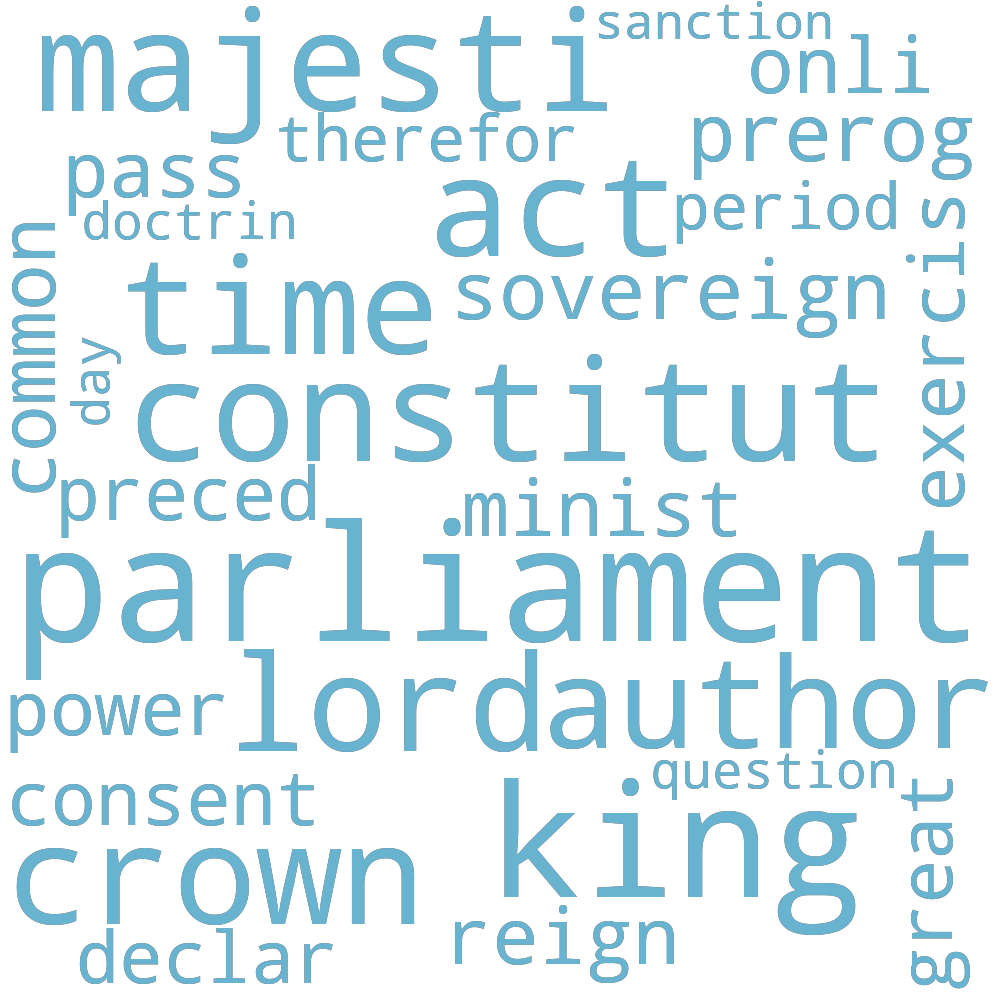 majesti
sanction
onli
therefor
prerog
pass
act
period
doctrin
common
exercis
time
sovereign
day
constitut
preced
minist
parliament
lord
author
power
question
consent
king
great
crown
reign
declar